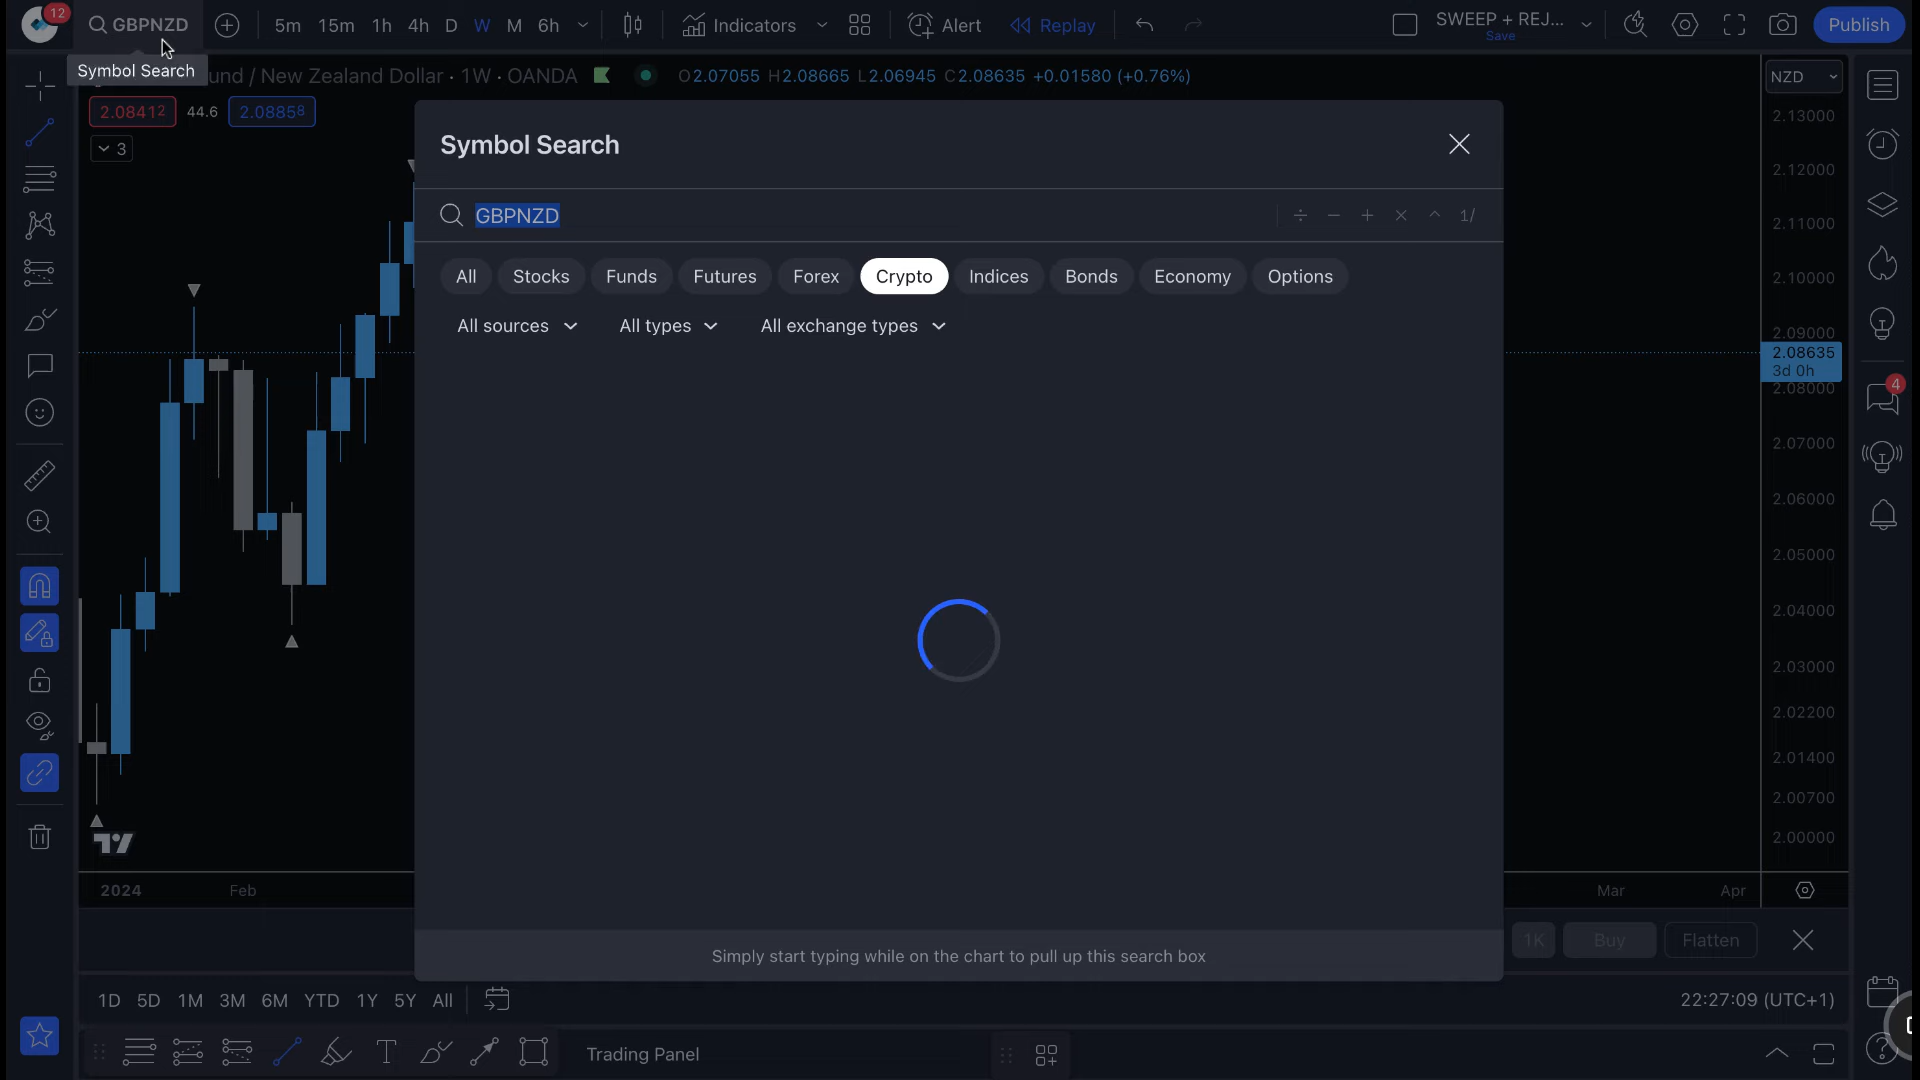 12
GBPNZD
5m 15m 1h 4h D W M 6h
Indicators
Alert
Replay
SWEEP + REJ...
Save
Publish
Symbol Search
und / New Zealand Dollar · 1W · OANDA
O2.07055 H2.08665 L2.06945 C2.08635 +0.01580 (+0.76%)
NZD
2.08412 44.6 2.08858
3
Symbol Search
GBPNZD
1/
All Stocks Funds Futures Forex Crypto Indices Bonds Economy Options
All sources All types All exchange types
Simply start typing while on the chart to pull up this search box
2.13000
2.12000
2.11000
2.10000
2.09000
2.08635
3d 0h
2.08000
2.07000
2.06000
2.05000
2.04000
2.03000
2.02200
2.01400
2.00700
2.00000
4
2024 Feb Mar Apr
1K Buy Flatten
1D 5D 1M 3M 6M YTD 1Y 5Y All
22:27:09 (UTC+1)
Trading Panel